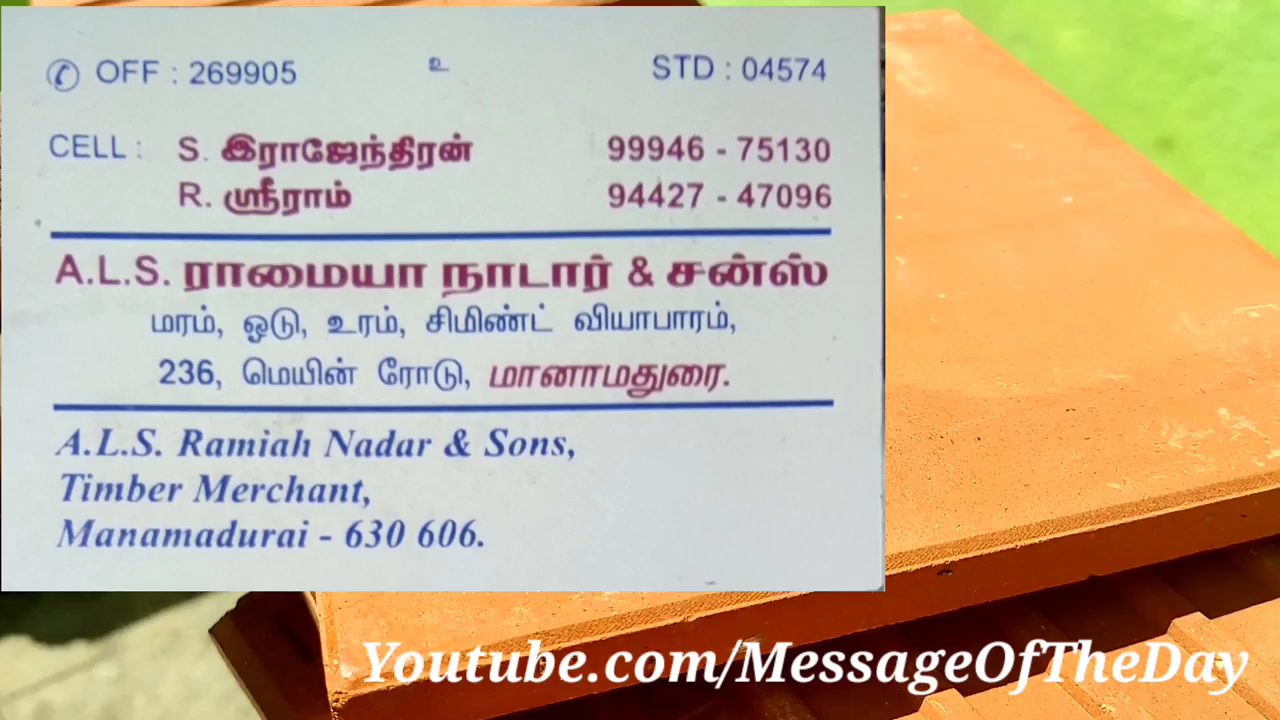 ✆ OFF : 269905 உ STD : 04574
CELL : S. இராஜேந்திரன் 99946 - 75130
R. ஸ்ரீராம் 94427 - 47096
A.L.S. ராமையா நாடார் & சன்ஸ்
மரம், ஓடு, உரம், சிமிண்ட் வியாபாரம்,
236, மெயின் ரோடு, மானாமதுரை.
A.L.S. Ramiah Nadar & Sons,
Timber Merchant,
Manamadurai - 630 606.
Youtube.com/MessageOfTheDay